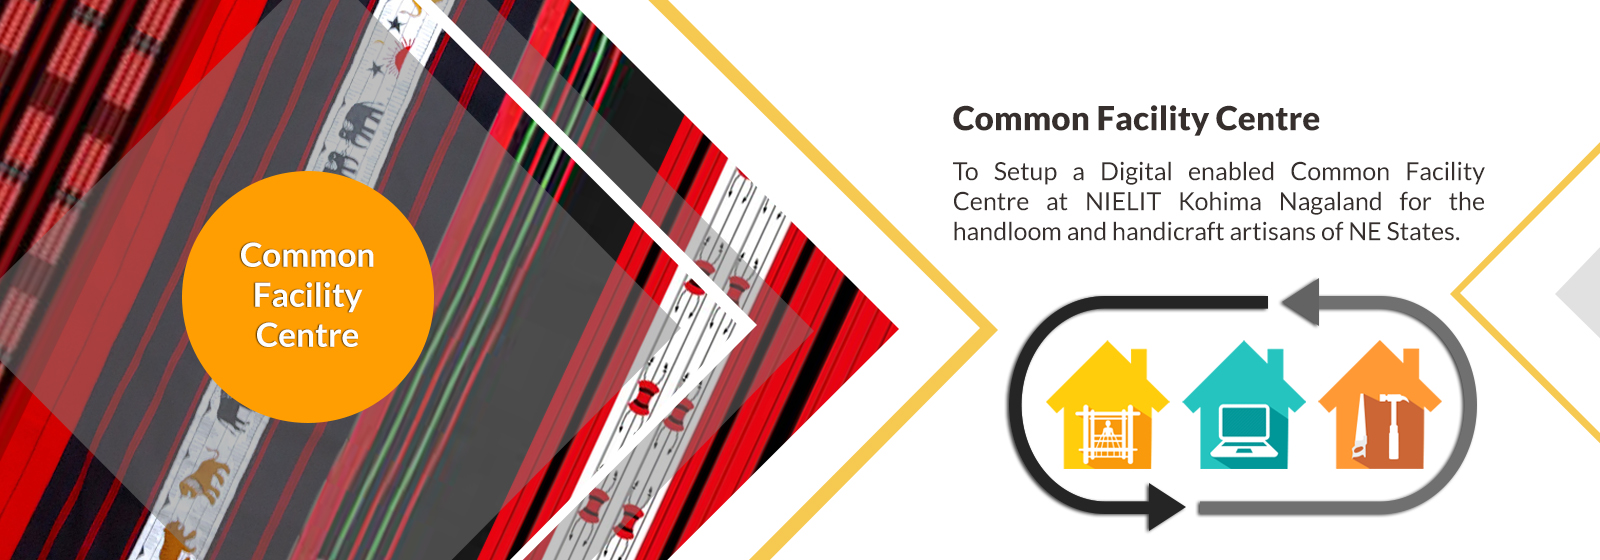 Common
Facility
Centre
Common Facility Centre
To Setup a Digital enabled Common Facility
Centre at NIELIT Kohima Nagaland for the
handloom and handicraft artisans of NE States.